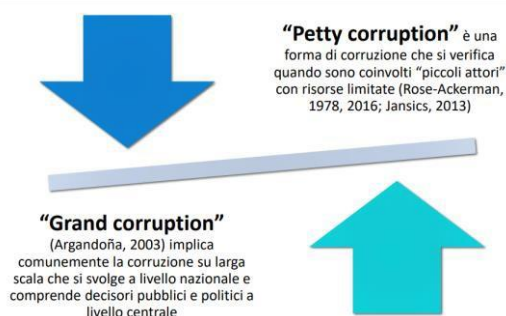 “Petty corruption” è una
forma di corruzione che si verifica
quando sono coinvolti “piccoli attori”
con risorse limitate (Rose-Ackerman,
1978, 2016; Jansics, 2013)
“Grand corruption”
(Argandoña, 2003) implica
comunemente la corruzione su larga
scala che si svolge a livello nazionale e
comprende decisori pubblici e politici a
livello centrale